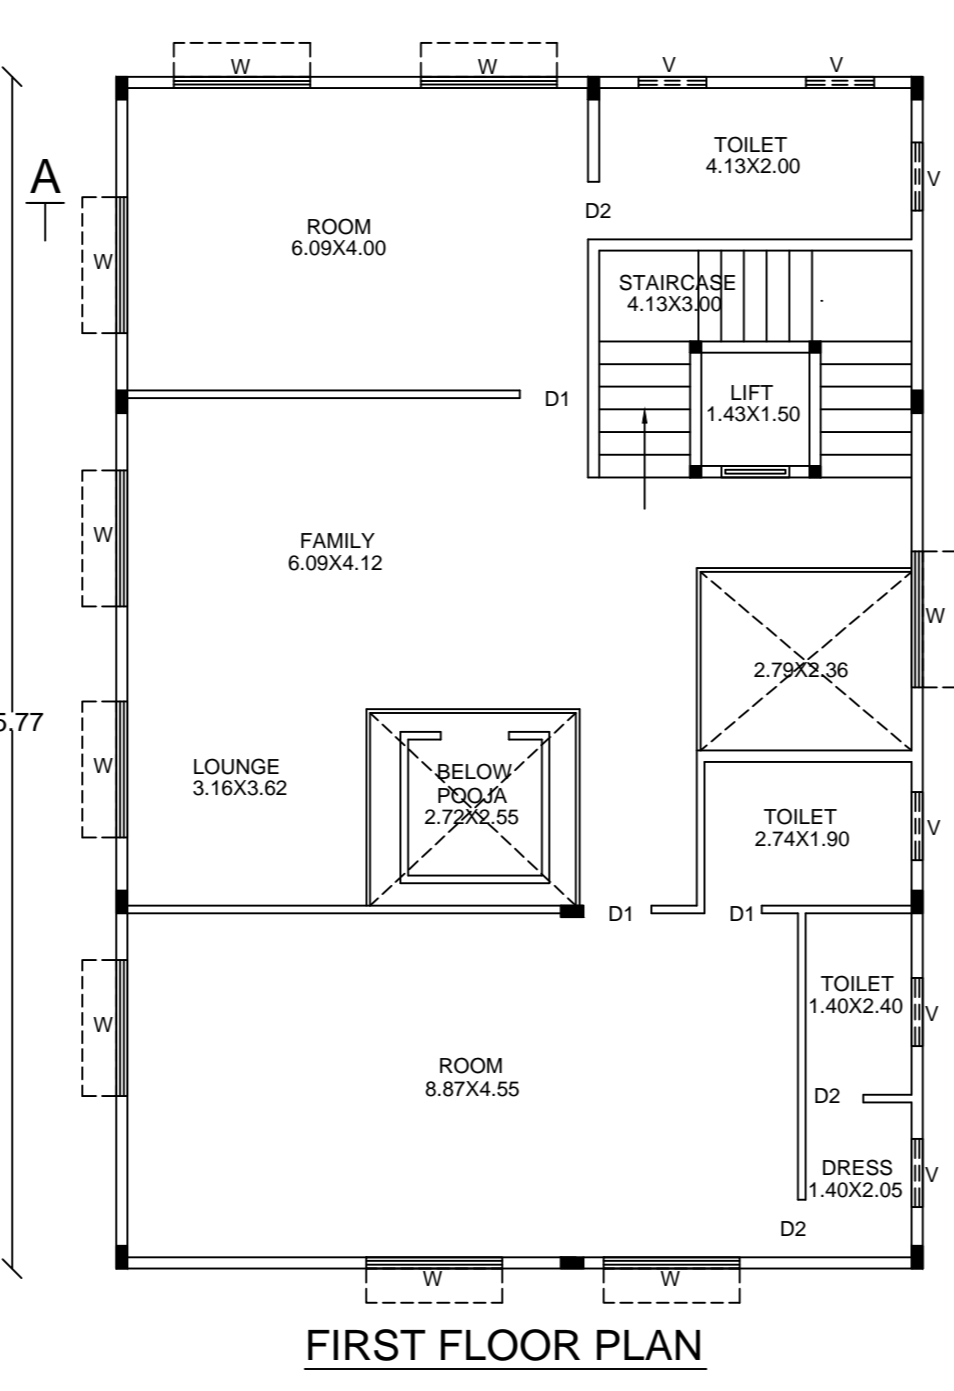 W
W
V
V
A
TOILET
4.13X2.00
V
D2
ROOM
6.09X4.00
W
STAIRCASE
4.13X3.00
LIFT
1.43X1.50
D1
FAMILY
6.09X4.12
W
W
2.79X2.36
5.77
W
LOUNGE
3.16X3.62
BELOW
POOJA
2.72X2.55
TOILET
2.74X1.90
V
D1
D1
TOILET
1.40X2.40
V
W
ROOM
8.87X4.55
D2
DRESS
1.40X2.05
V
D2
W
W
FIRST FLOOR PLAN